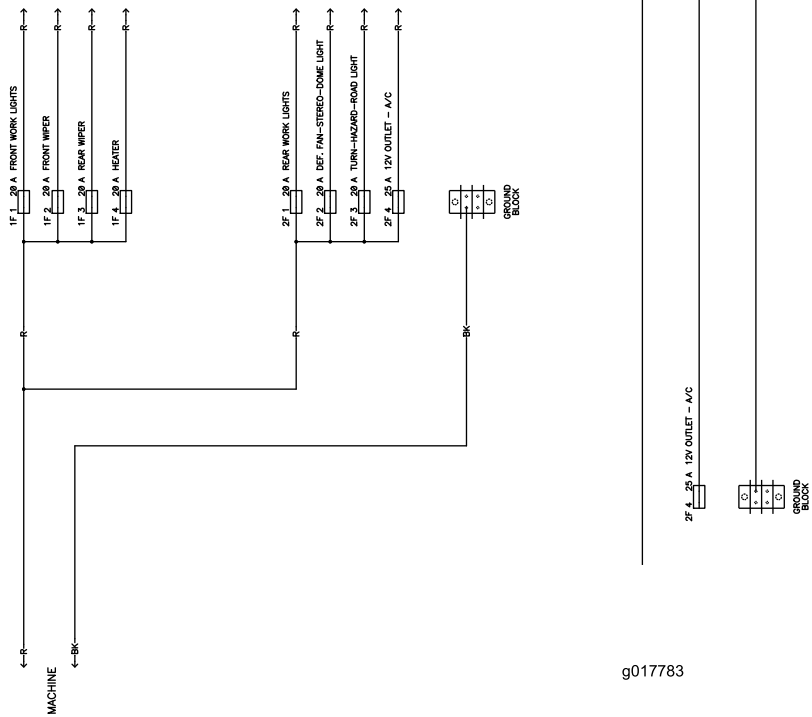 R
R
R
R
R
R
R
R
1F 1 20 A FRONT WORK LIGHTS
1F 2 20 A FRONT WIPER
1F 3 20 A REAR WIPER
1F 4 20 A HEATER
2F 1 20 A REAR WORK LIGHTS
2F 2 20 A DEF. FAN-STEREO-DOME LIGHT
2F 3 20 A TURN-HAZARD-ROAD LIGHT
2F 4 25 A 12V OUTLET - A/C
GROUND
BLOCK
R
R
BK
2F 4 25 A 12V OUTLET - A/C
GROUND
BLOCK
R
BK
MACHINE
g017783